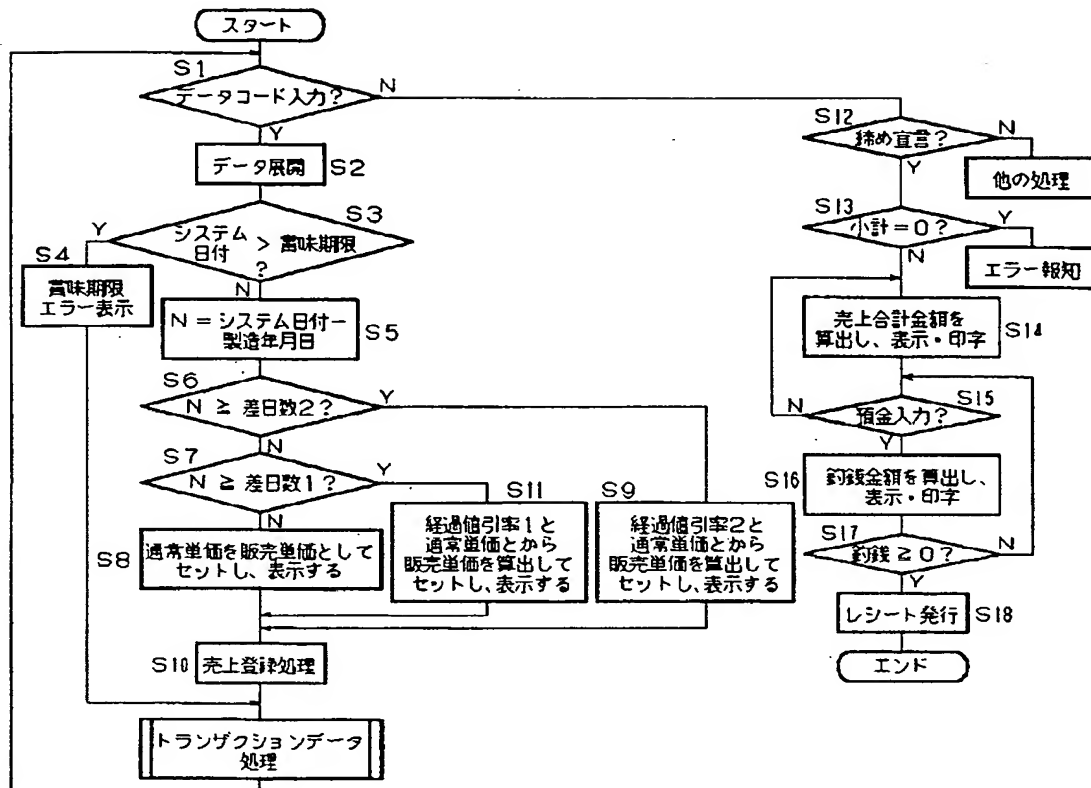 スタート
S1
データコード入力?
N
Y
データ展開
S2
S3
システム
日付 > 賞味期限
?
Y
N
S4
賞味期限
エラー表示
N=システム日付−
製造年月日
S5
S6
N ≧ 差日数2?
Y
N
S7
N ≧ 差日数1?
Y
N
S8
通常単価を販売単価として
セットし、表示する
S11
経過値引率1と
通常単価とから
販売単価を算出して
セットし、表示する
S9
経過値引率2と
通常単価とから
販売単価を算出して
セットし、表示する
S10
売上登録処理
トランザクションデータ
処理
S12
締め宣言?
N
Y
他の処理
S13
小計=0?
Y
N
エラー報知
売上合計金額を
算出し、表示・印字
S14
S15
預金入力?
N
Y
S16
釣銭金額を算出し、
表示・印字
S17
釣銭≧0?
N
Y
レシート発行
S18
エンド